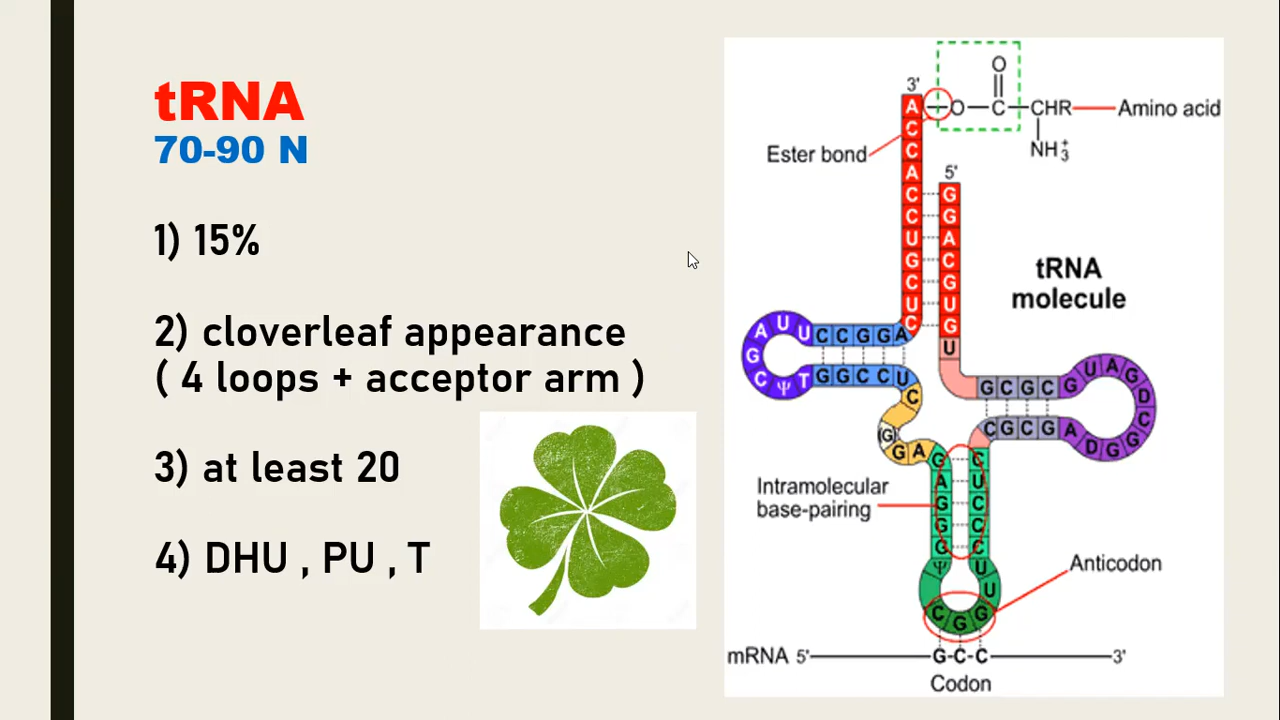 tRNA
70-90 N
1) 15%
2) cloverleaf appearance
( 4 loops + acceptor arm )
3) at least 20
4) DHU , PU , T
3'
A
C
C
A
C
C
U
G
C
U
C
O
O
C
CHR
Amino acid
NH3+
Ester bond
5'
G
G
A
C
G
U
G
U
tRNA
molecule
A U U C C G G A
G
C Ψ T G G C C U
C
(G)
G A
G C G C G U A G D
C
C G C G A D G G
G
A
G
G
G
Ψ
C
U
C
C
C
U
U
C G G
Intramolecular
base-pairing
Anticodon
mRNA 5' G-C-C 3'
Codon